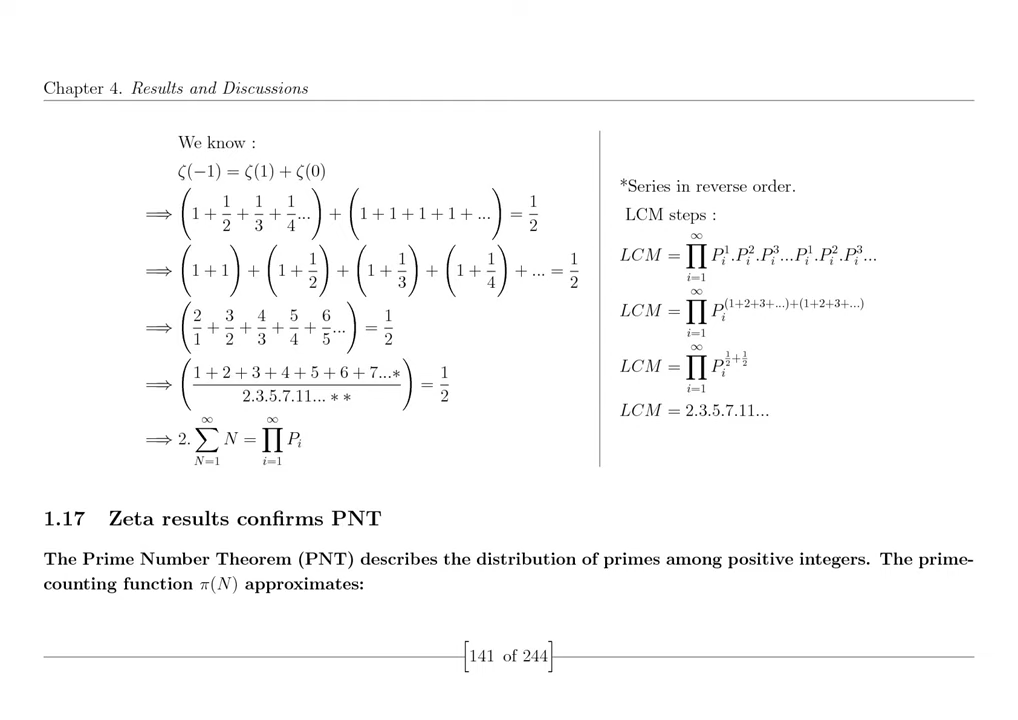 Chapter 4. Results and Discussions
We know :
ζ(−1) = ζ(1) + ζ(0)
⟹ (1 + 1/2 + 1/3 + 1/4...) + (1 + 1 + 1 + 1 + ...) = 1/2
⟹ (1 + 1) + (1 + 1/2) + (1 + 1/3) + (1 + 1/4) + ... = 1/2
⟹ (2/1 + 3/2 + 4/3 + 5/4 + 6/5...) = 1/2
⟹ ((1 + 2 + 3 + 4 + 5 + 6 + 7...∗)/(2.3.5.7.11... ∗ ∗)) = 1/2
⟹ 2. ∑_{N=1}^{∞} N = ∏_{i=1}^{∞} P_i
*Series in reverse order.
LCM steps :
LCM = ∏_{i=1}^{∞} P_i^1.P_i^2.P_i^3...P_i^1.P_i^2.P_i^3...
LCM = ∏_{i=1}^{∞} P_i^{(1+2+3+...)+(1+2+3+...)}
LCM = ∏_{i=1}^{∞} P_i^{1/2+1/2}
LCM = 2.3.5.7.11...
1.17 Zeta results confirms PNT
The Prime Number Theorem (PNT) describes the distribution of primes among positive integers. The prime-
counting function π(N) approximates:
[141 of 244]